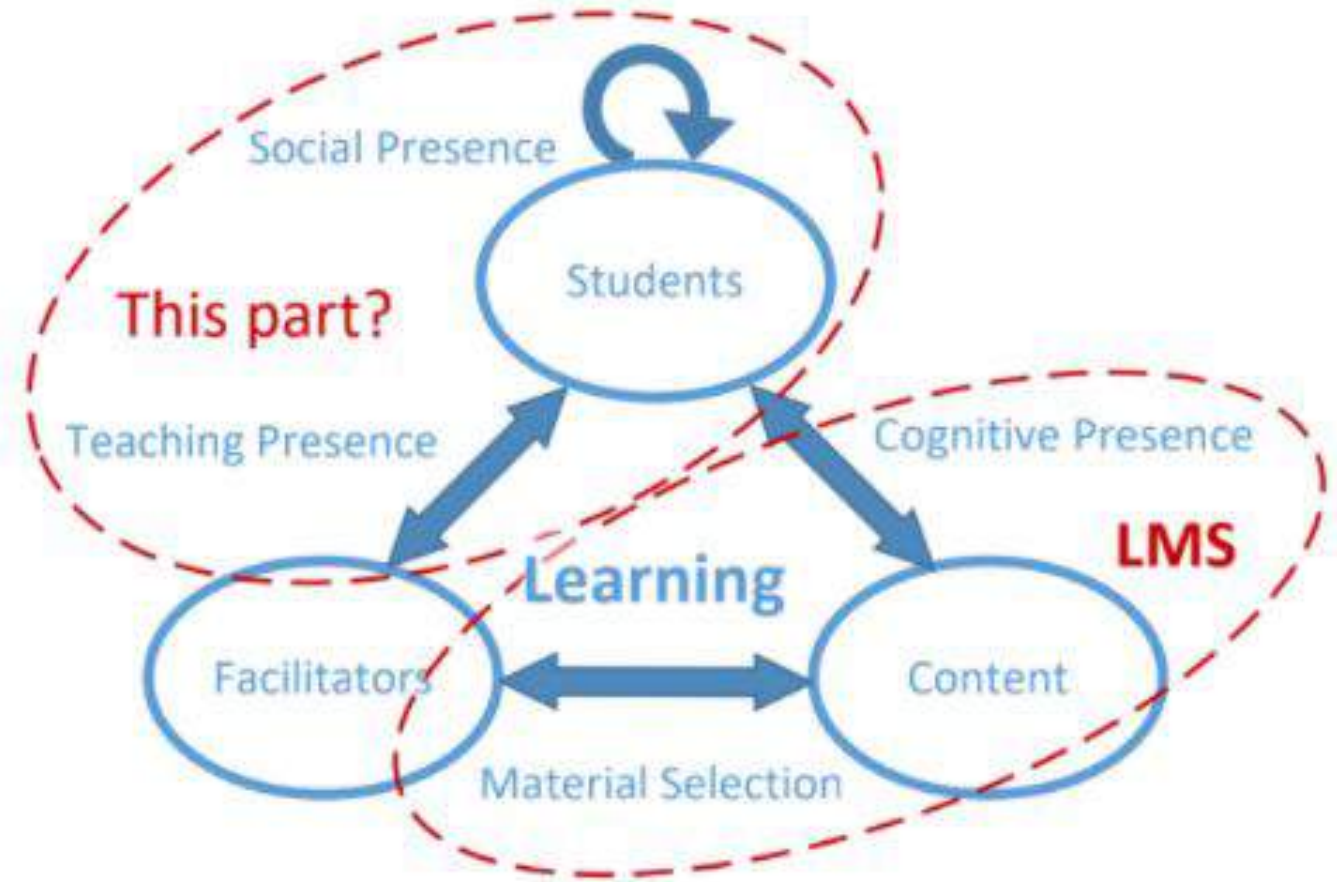 Social Presence
Students
This part?
Teaching Presence
Cognitive Presence
LMS
Learning
Facilitators
Content
Material Selection